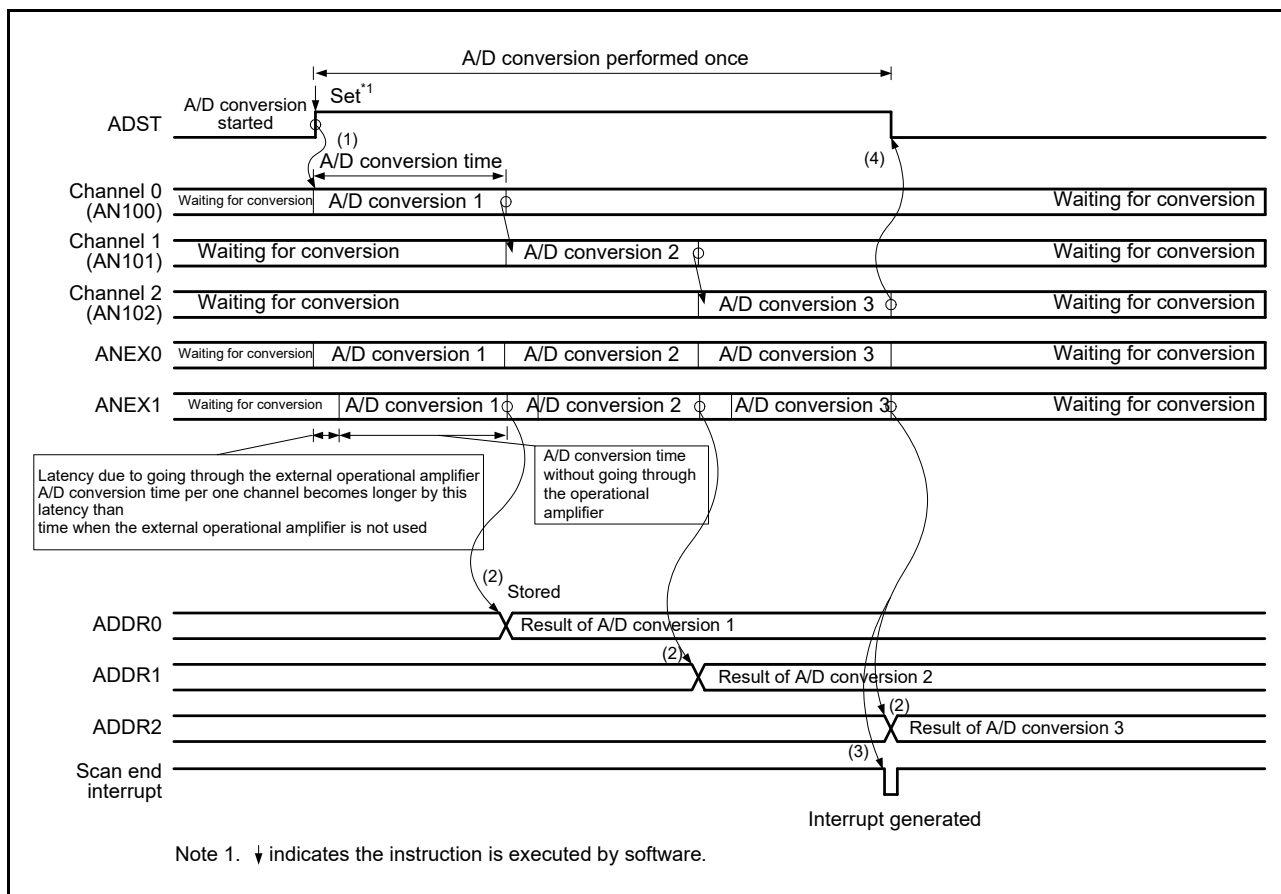 A/D conversion performed once
A/D conversion
started
Set*1
ADST
(1)
(4)
A/D conversion time
Channel 0
(AN100)
Waiting for conversion
A/D conversion 1
Waiting for conversion
Channel 1
(AN101)
Waiting for conversion
A/D conversion 2
Waiting for conversion
Channel 2
(AN102)
Waiting for conversion
A/D conversion 3
Waiting for conversion
ANEX0
Waiting for conversion
A/D conversion 1
A/D conversion 2
A/D conversion 3
Waiting for conversion
ANEX1
Waiting for conversion
A/D conversion 1
A/D conversion 2
A/D conversion 3
Waiting for conversion
Latency due to going through the external operational amplifier
A/D conversion time per one channel becomes longer by this
latency than
time when the external operational amplifier is not used
A/D conversion time
without going through
the operational
amplifier
(2)
Stored
ADDR0
Result of A/D conversion 1
(2)
ADDR1
Result of A/D conversion 2
(2)
ADDR2
Result of A/D conversion 3
(3)
Scan end
interrupt
Interrupt generated
Note 1. ↓ indicates the instruction is executed by software.